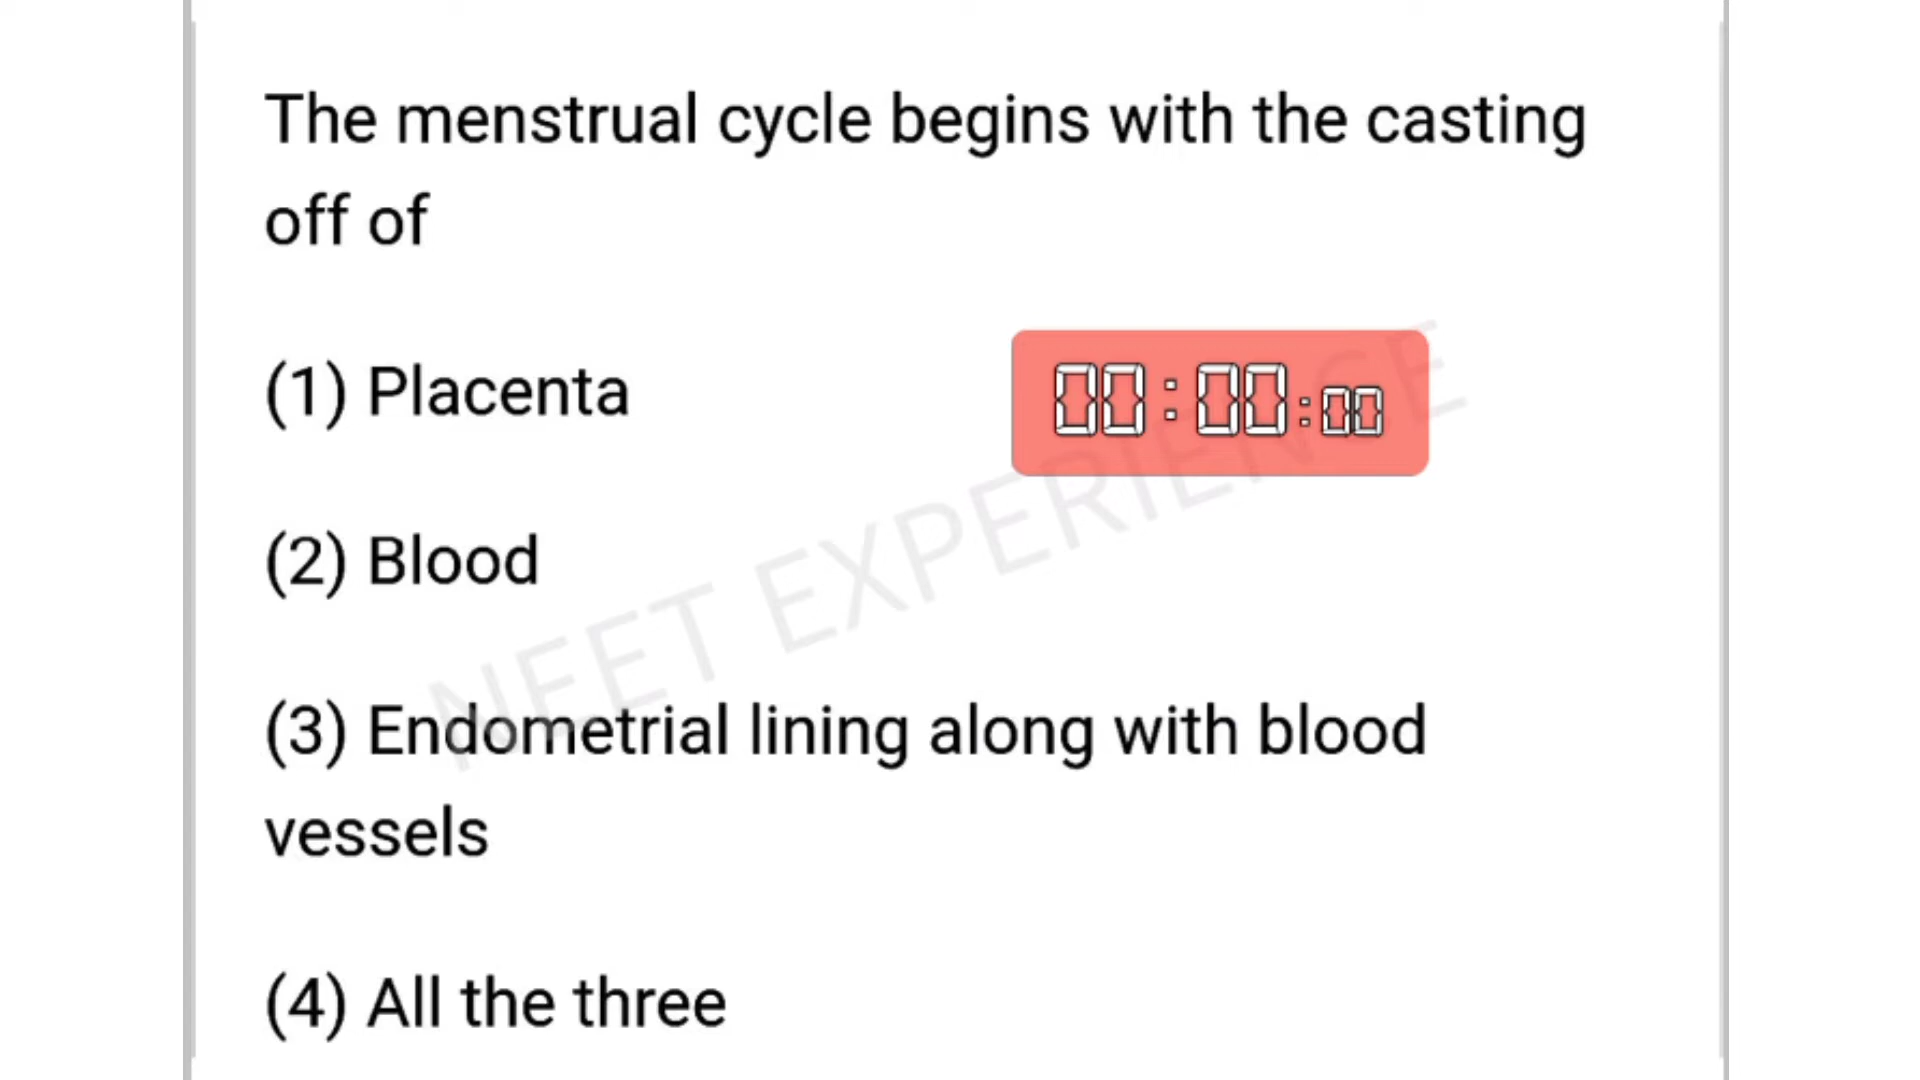 The menstrual cycle begins with the casting
off of
(1) Placenta
00:00:00
(2) Blood
NEET EXPERIENCE
(3) Endometrial lining along with blood
vessels
(4) All the three